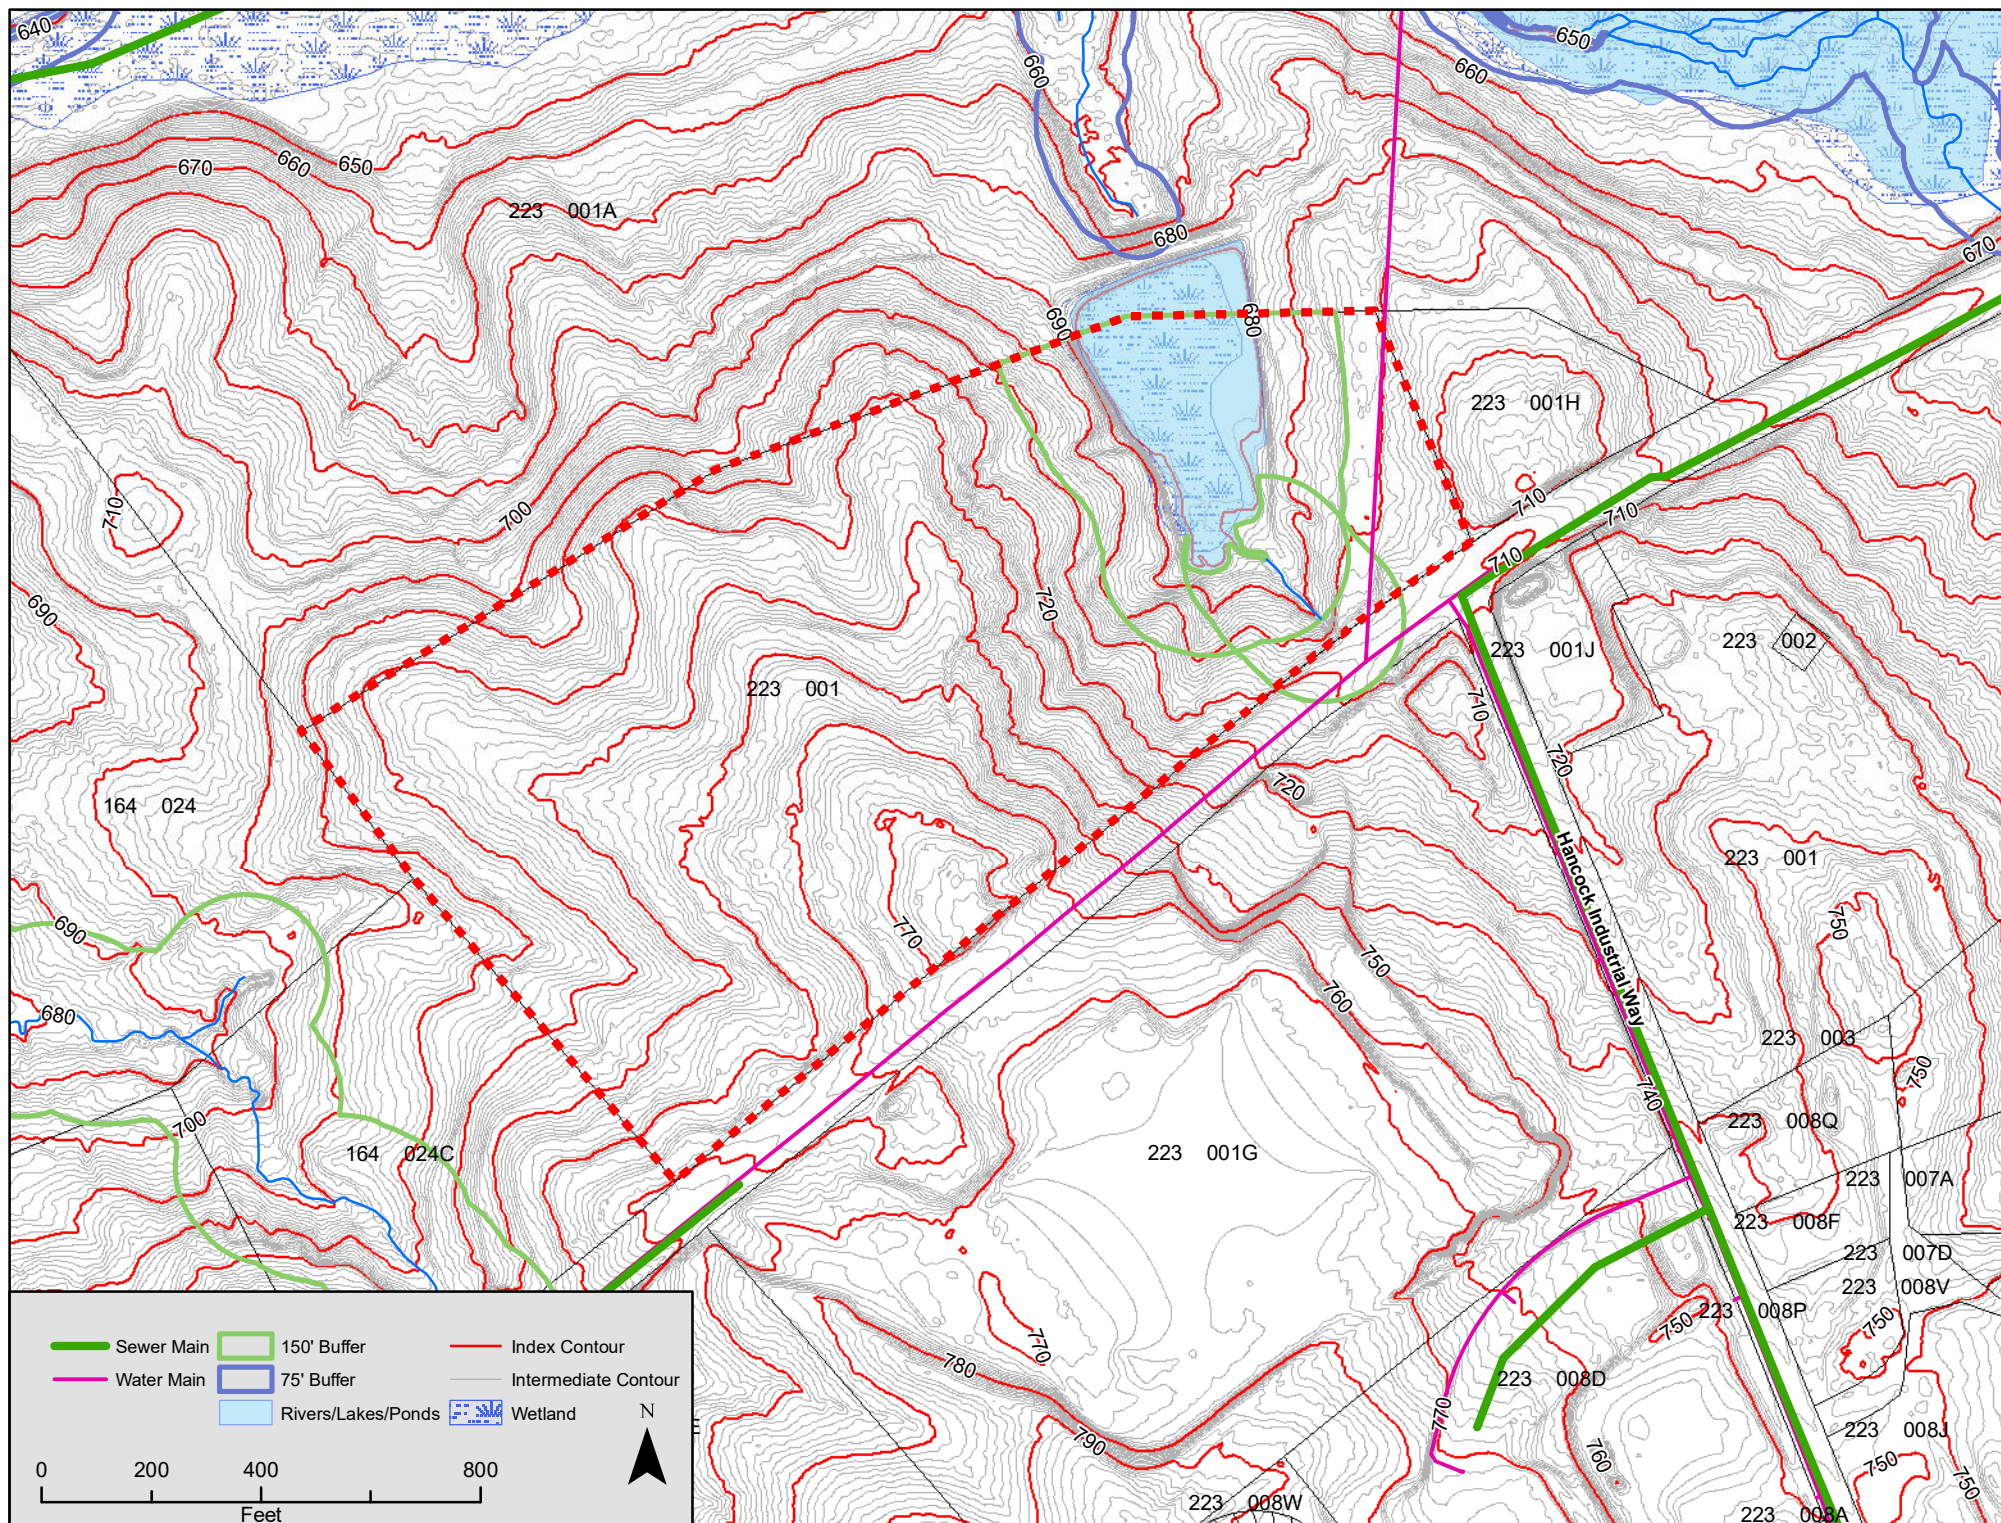 640
650
660
660
670
660
650
223 001A
680
670
690
680
223 001H
710
700
710
710
710
690
720
223 001J
223 002
223 001
710
720
720
164 024
Hancock Industrial Way
223 001
690
770
750
750
760
680
223 003
750
740
700
164 024C
223 001G
223 008Q
223 007A
223 008F
223 007D
223 008V
223 008P
750
750
770
780
223 008D
770
790
760
223 008J
750
750
223 008W
223 008A
E
Sewer Main
150' Buffer
Index Contour
Water Main
75' Buffer
Intermediate Contour
Rivers/Lakes/Ponds
Wetland
N
0 200 400 800
Feet